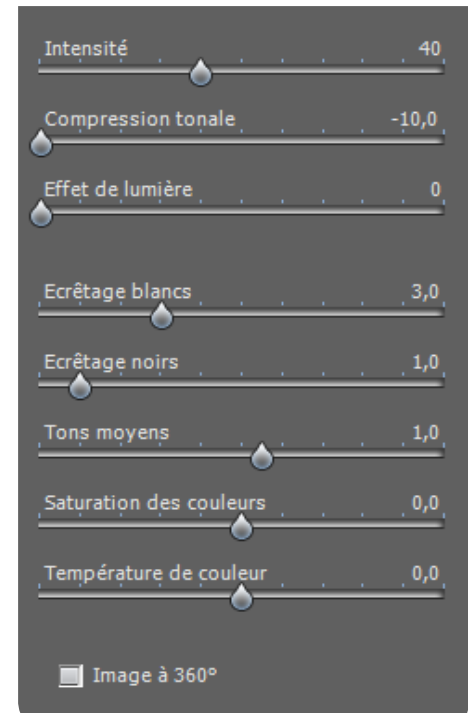 Intensité 40
Compression tonale -10,0
Effet de lumière 0
Ecrêtage blancs 3,0
Ecrêtage noirs 1,0
Tons moyens 1,0
Saturation des couleurs 0,0
Température de couleur 0,0
Image à 360°